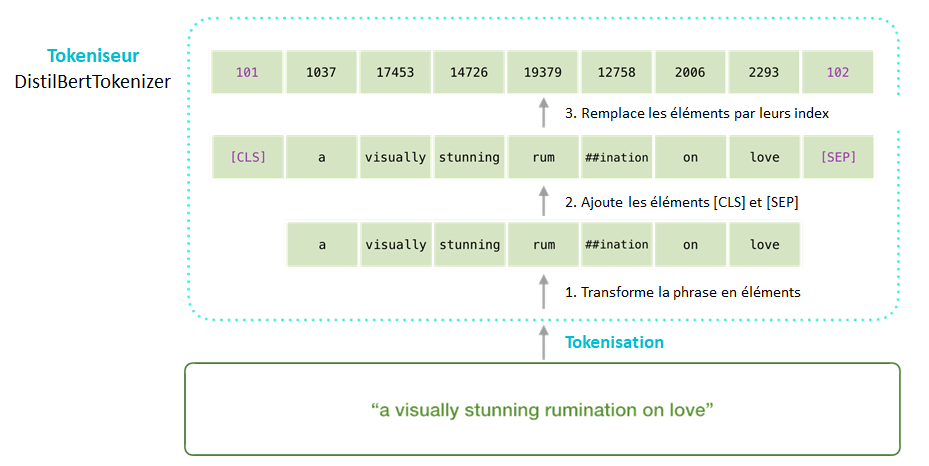 Tokeniseur
DistilBertTokenizer
101 1037 17453 14726 19379 12758 2006 2293 102
3. Remplace les éléments par leurs index
[CLS] a visually stunning rum ##ination on love [SEP]
2. Ajoute les éléments [CLS] et [SEP]
a visually stunning rum ##ination on love
1. Transforme la phrase en éléments
Tokenisation
“a visually stunning rumination on love”